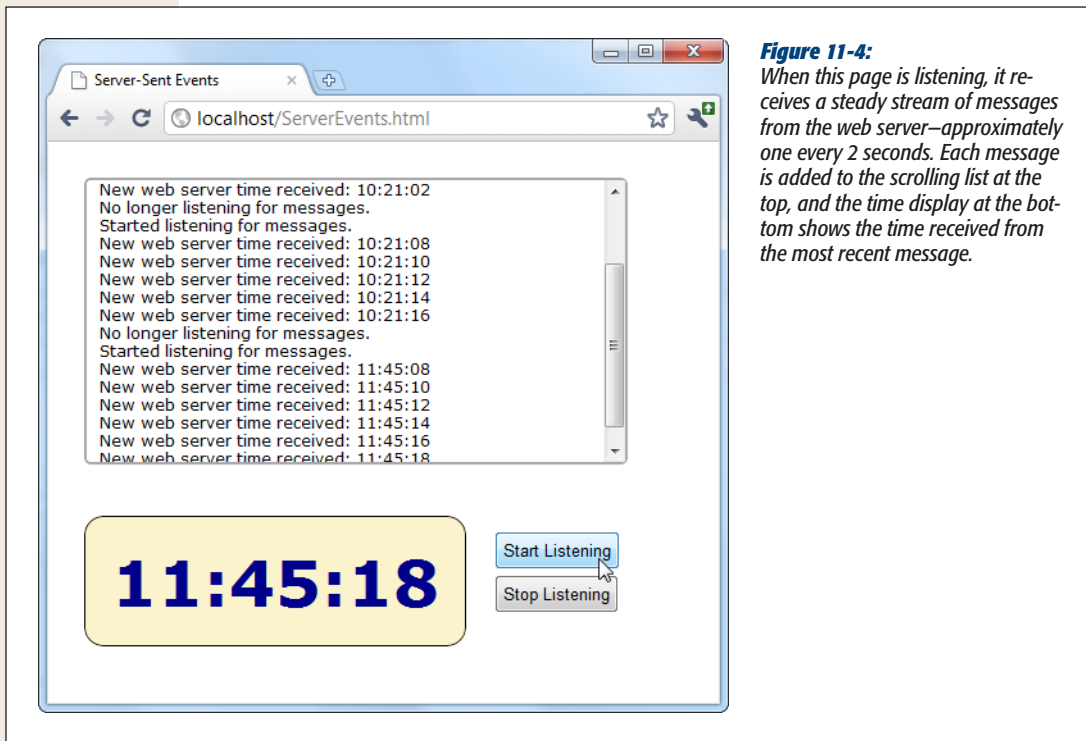 Server-Sent Events
localhost/ServerEvents.html
New web server time received: 10:21:02
No longer listening for messages.
Started listening for messages.
New web server time received: 10:21:08
New web server time received: 10:21:10
New web server time received: 10:21:12
New web server time received: 10:21:14
New web server time received: 10:21:16
No longer listening for messages.
Started listening for messages.
New web server time received: 11:45:08
New web server time received: 11:45:10
New web server time received: 11:45:12
New web server time received: 11:45:14
New web server time received: 11:45:16
New web server time received: 11:45:18
11:45:18
Start Listening
Stop Listening
Figure 11-4:
When this page is listening, it re-
ceives a steady stream of messages
from the web server—approximately
one every 2 seconds. Each message
is added to the scrolling list at the
top, and the time display at the bot-
tom shows the time received from
the most recent message.